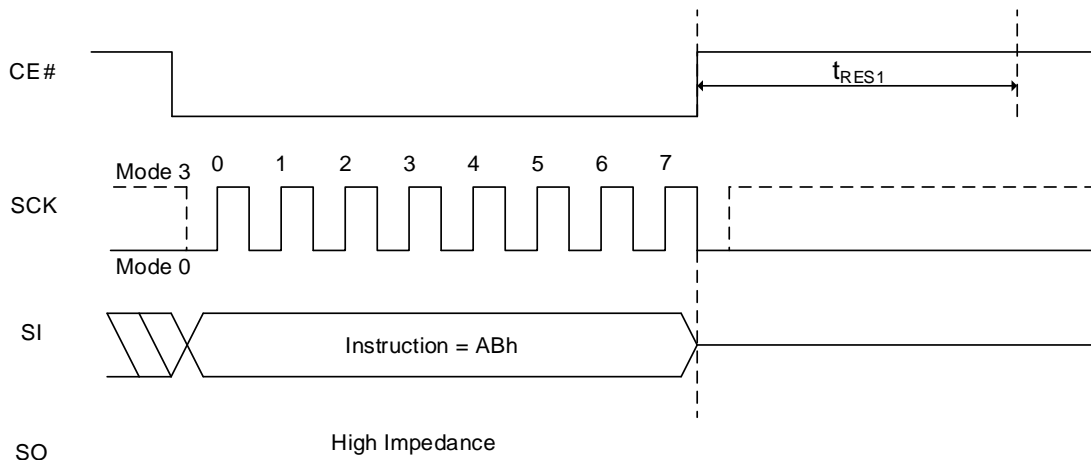 CE#
tRES1
Mode 3
0 1 2 3 4 5 6 7
SCK
Mode 0
SI
Instruction = ABh
High Impedance
SO